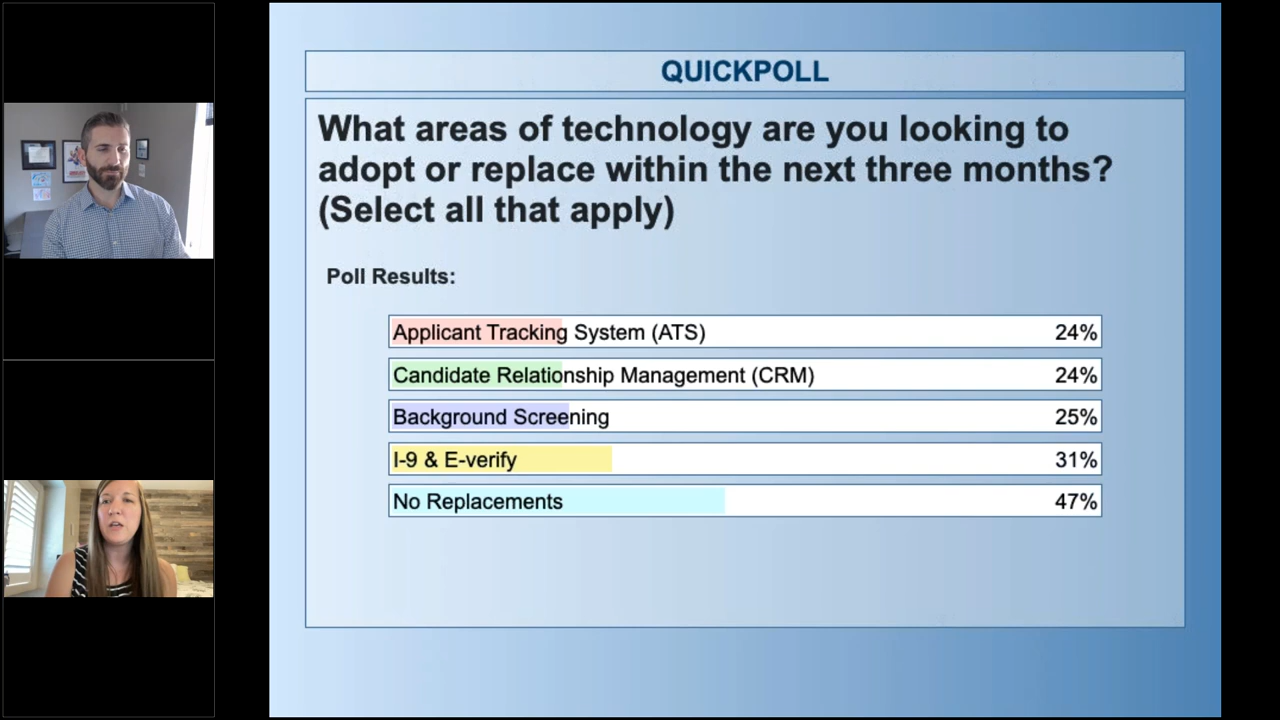 QUICKPOLL
What areas of technology are you looking to
adopt or replace within the next three months?
(Select all that apply)
Poll Results:
Applicant Tracking System (ATS) 24%
Candidate Relationship Management (CRM) 24%
Background Screening 25%
I-9 & E-verify 31%
No Replacements 47%